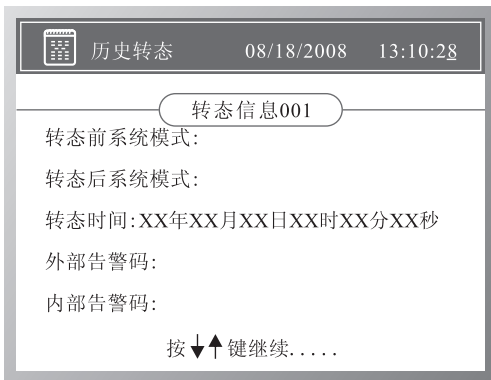 历史转态 08/18/2008 13:10:28
转态信息001
转态前系统模式:
转态后系统模式:
转态时间:XX年XX月XX日XX时XX分XX秒
外部告警码:
内部告警码:
按↓↑键继续.....